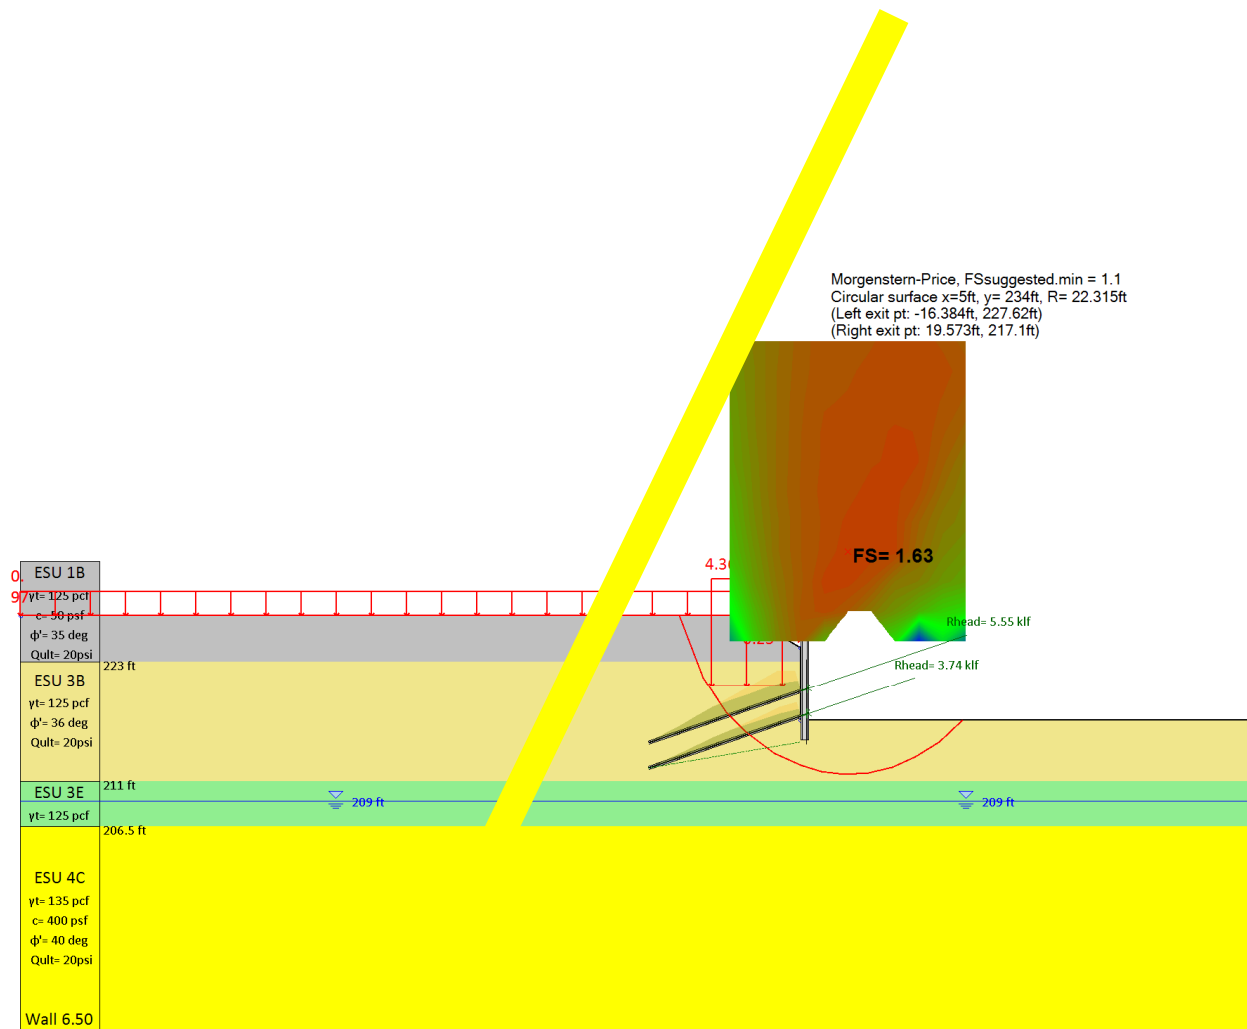 Morgenstern-Price, FSsuggested.min = 1.1
Circular surface x=5ft, y= 234ft, R= 22.315ft
(Left exit pt: -16.384ft, 227.62ft)
(Right exit pt: 19.573ft, 217.1ft)
FS= 1.63
0.
97
ESU 1B
γt= 125 pcf
c= 50 psf
ф'= 35 deg
Qult= 20psi
223 ft
ESU 3B
γt= 125 pcf
ф'= 36 deg
Qult= 20psi
211 ft
ESU 3E
γt= 125 pcf
206.5 ft
ESU 4C
γt= 135 pcf
c= 400 psf
ф'= 40 deg
Qult= 20psi
Wall 6.50
Rhead= 5.55 klf
Rhead= 3.74 klf
209 ft
209 ft